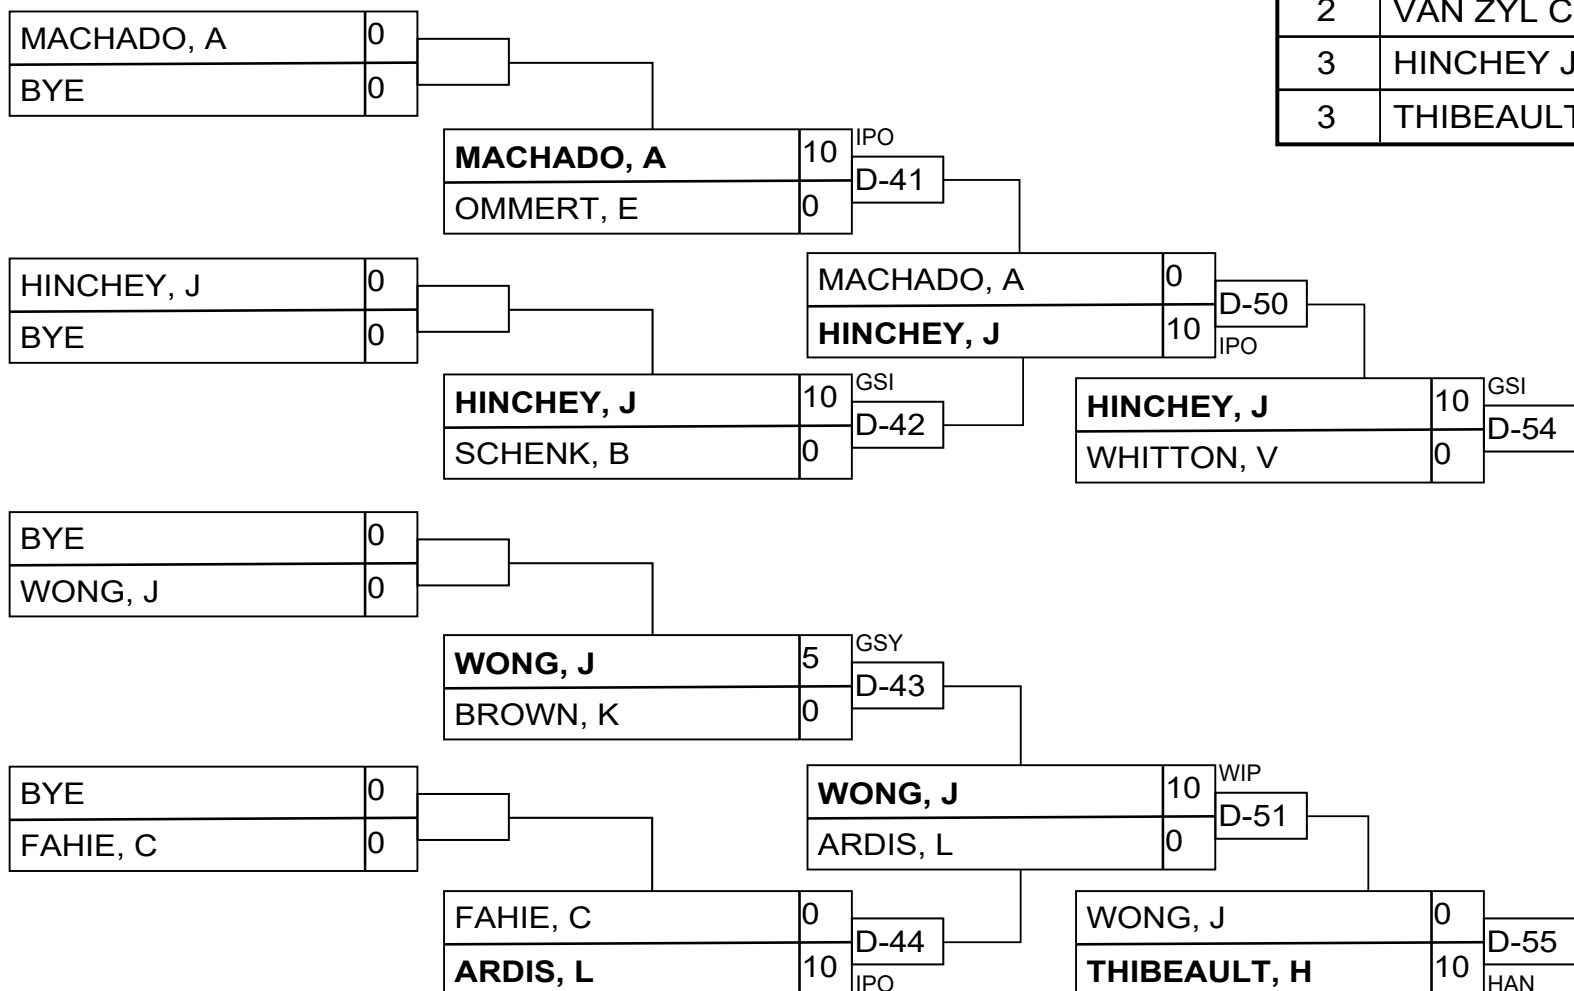 2 VAN ZYL C
3 HINCHEY J
3 THIBEAULT
MACHADO, A 0
BYE 0
MACHADO, A 10 IPO
D-41
OMMERT, E 0
HINCHEY, J 0
BYE 0
MACHADO, A 0
D-50
HINCHEY, J 10 IPO
HINCHEY, J 10 GSI
D-42
SCHENK, B 0
HINCHEY, J 10 GSI
D-54
WHITTON, V 0
BYE 0
WONG, J 0
WONG, J 5 GSY
D-43
BROWN, K 0
BYE 0
FAHIE, C 0
WONG, J 10 WIP
D-51
ARDIS, L 0
FAHIE, C 0
D-44
ARDIS, L 10 IPO
WONG, J 0
D-55
THIBEAULT, H 10 HAN